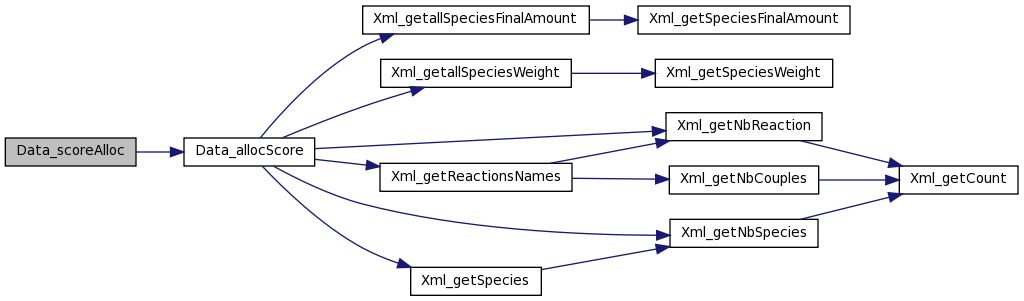 Xml_getallSpeciesFinalAmount
Xml_getSpeciesFinalAmount
Xml_getallSpeciesWeight
Xml_getSpeciesWeight
Xml_getNbReaction
Data_scoreAlloc
Data_allocScore
Xml_getReactionsNames
Xml_getNbCouples
Xml_getCount
Xml_getNbSpecies
Xml_getSpecies